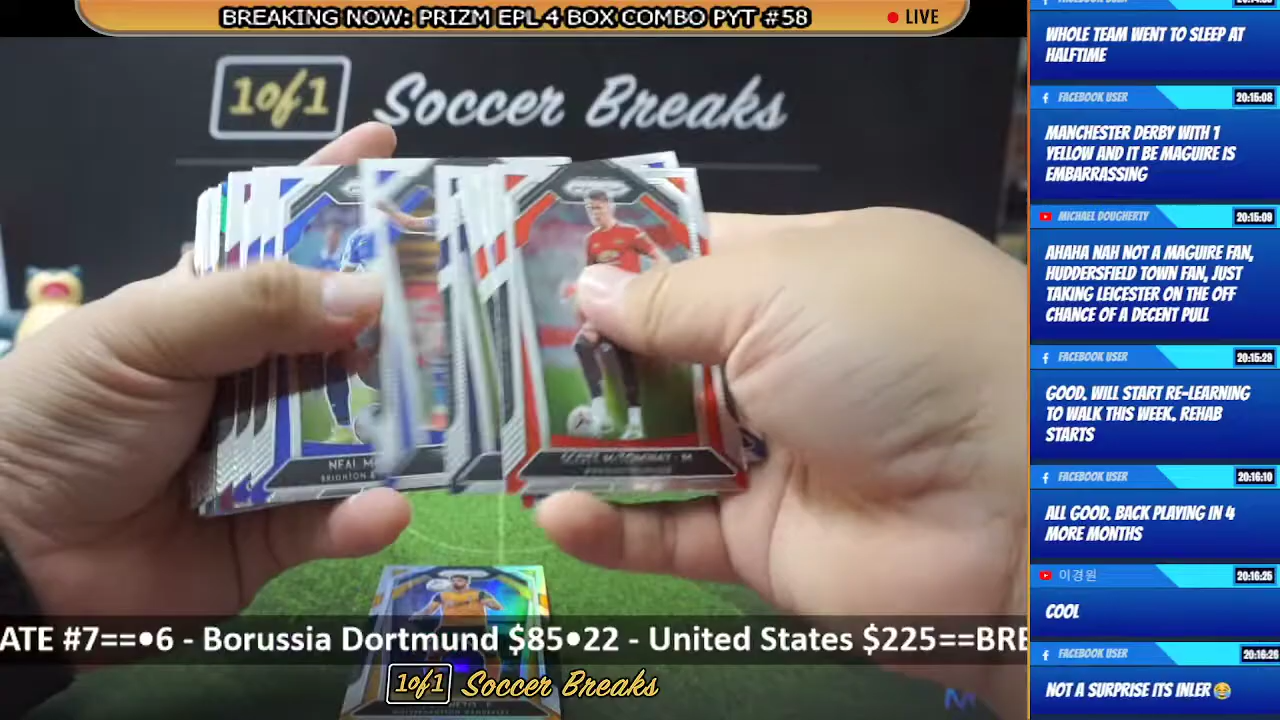 BREAKING NOW: PRIZM EPL 4 BOX COMBO PYT #58
LIVE
1of1 Soccer Breaks
NEAL
BRIGHTON
ATE #7==•6 - Borussia Dortmund $85•22 - United States $225==BRE
1of1 Soccer Breaks
WHOLE TEAM WENT TO SLEEP AT
HALFTIME
FACEBOOK USER 20:15:08
MANCHESTER DERBY WITH 1
YELLOW AND IT BE MAGUIRE IS
EMBARRASSING
MICHAEL DOUGHERTY 20:15:09
AHAHA NAH NOT A MAGUIRE FAN,
HUDDERSFIELD TOWN FAN, JUST
TAKING LEICESTER ON THE OFF
CHANCE OF A DECENT PULL
FACEBOOK USER 20:15:29
GOOD. WILL START RE-LEARNING
TO WALK THIS WEEK. REHAB
STARTS
FACEBOOK USER 20:16:10
ALL GOOD. BACK PLAYING IN 4
MORE MONTHS
이경원 20:16:25
COOL
FACEBOOK USER 20:16:26
NOT A SURPRISE ITS INLER 😂